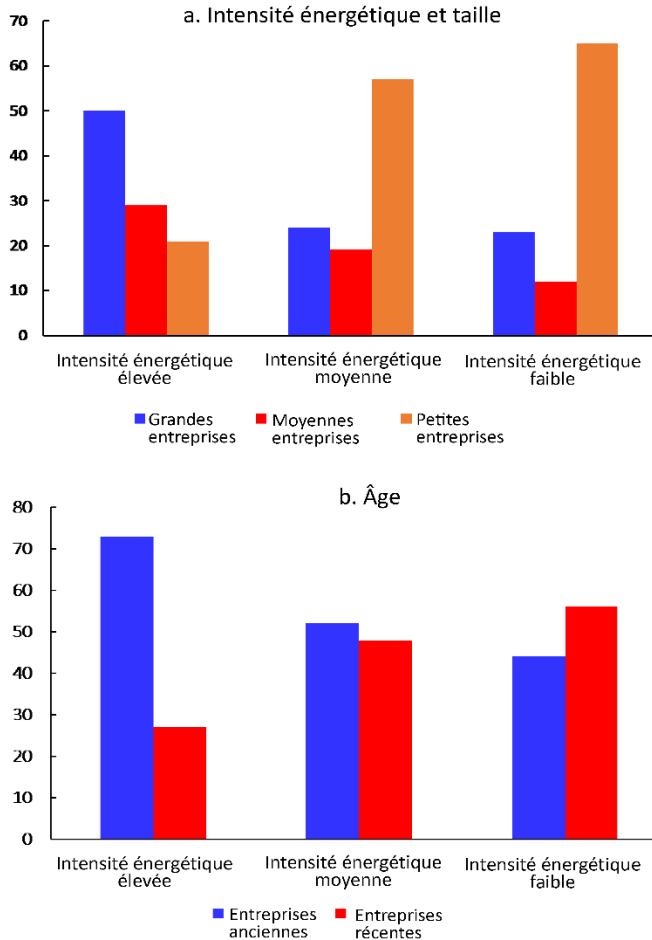 a. Intensité énergétique et taille
70
60
50
40
30
20
10
0
Intensité énergétique
élevée
Intensité énergétique
moyenne
Intensité énergétique
faible
Grandes
entreprises
Moyennes
entreprises
Petites
entreprises
b. Âge
80
70
60
50
40
30
20
10
0
Intensité énergétique
élevée
Intensité énergétique
moyenne
Intensité énergétique
faible
Entreprises
anciennes
Entreprises
récentes